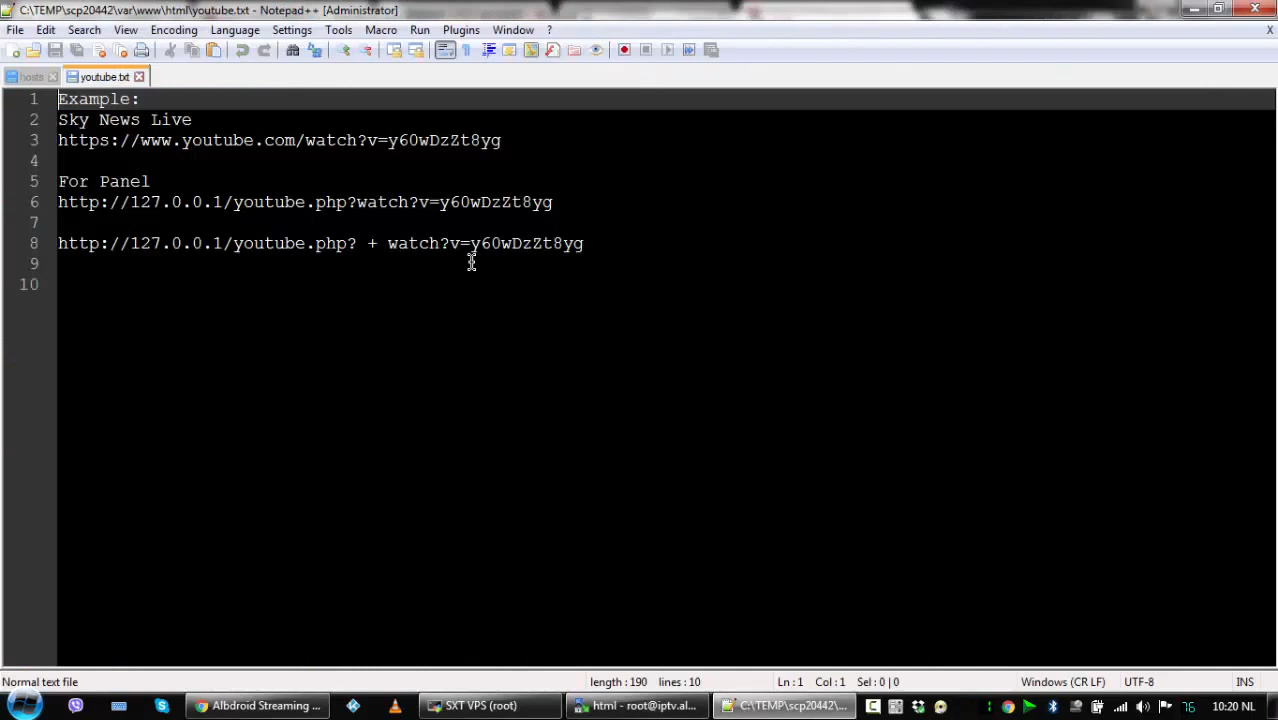 C:\TEMP\scp20442\var\www\html\youtube.txt - Notepad++ [Administrator]
File Edit Search View Encoding Language Settings Tools Macro Run Plugins Window ? X
hosts youtube.txt
1 Example:
2 Sky News Live
3 https://www.youtube.com/watch?v=y60wDzZt8yg
4
5 For Panel
6 http://127.0.0.1/youtube.php?watch?v=y60wDzZt8yg
7
8 http://127.0.0.1/youtube.php? + watch?v=y60wDzZt8yg
9
10
Normal text file length : 190 lines : 10 Ln : 1 Col : 1 Sel : 0 | 0 Windows (CR LF) UTF-8 INS
Albdroid Streaming ... SXT VPS (root) html - root@iptv.al... C:\TEMP\scp20442\va... 76 10:20 NL